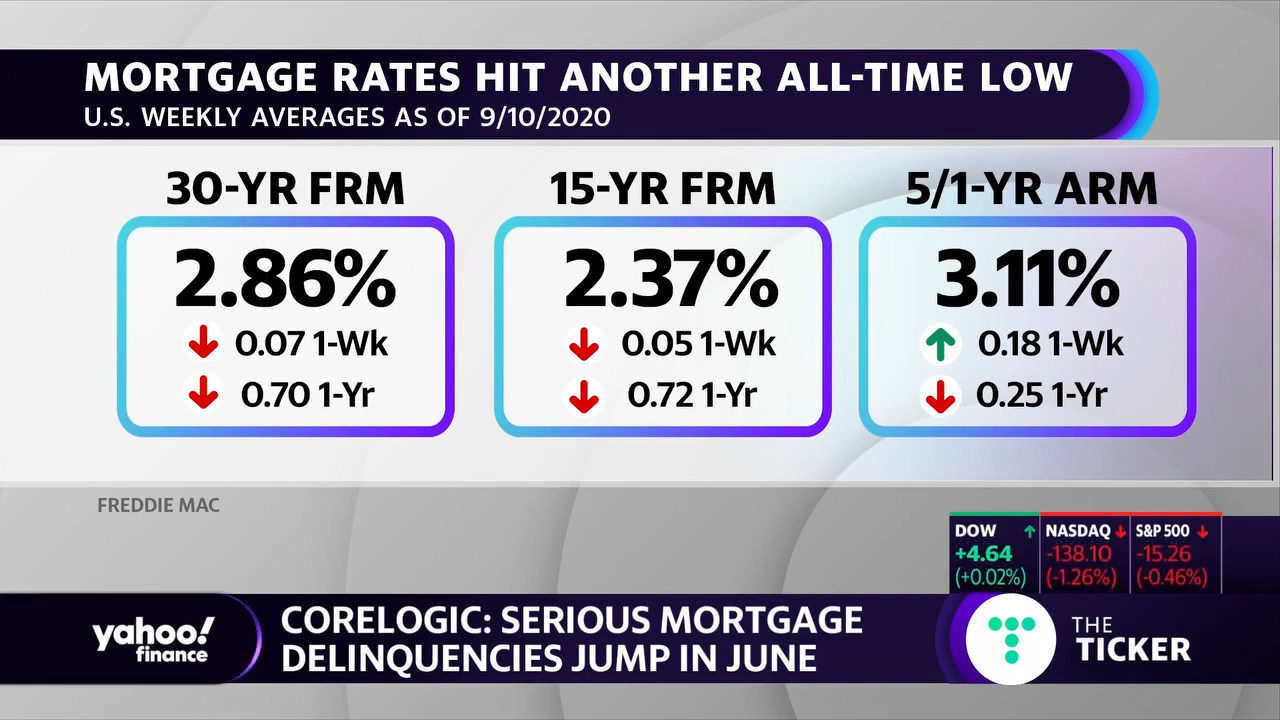 MORTGAGE RATES HIT ANOTHER ALL-TIME LOW
U.S. WEEKLY AVERAGES AS OF 9/10/2020
30-YR FRM
2.86%
0.07 1-Wk
0.70 1-Yr
15-YR FRM
2.37%
0.05 1-Wk
0.72 1-Yr
5/1-YR ARM
3.11%
0.18 1-Wk
0.25 1-Yr
FREDDIE MAC
DOW
+4.64
(+0.02%)
NASDAQ
-138.10
(-1.26%)
S&P 500
-15.26
(-0.46%)
yahoo!
finance
CORELOGIC: SERIOUS MORTGAGE
DELINQUENCIES JUMP IN JUNE
THE
TICKER